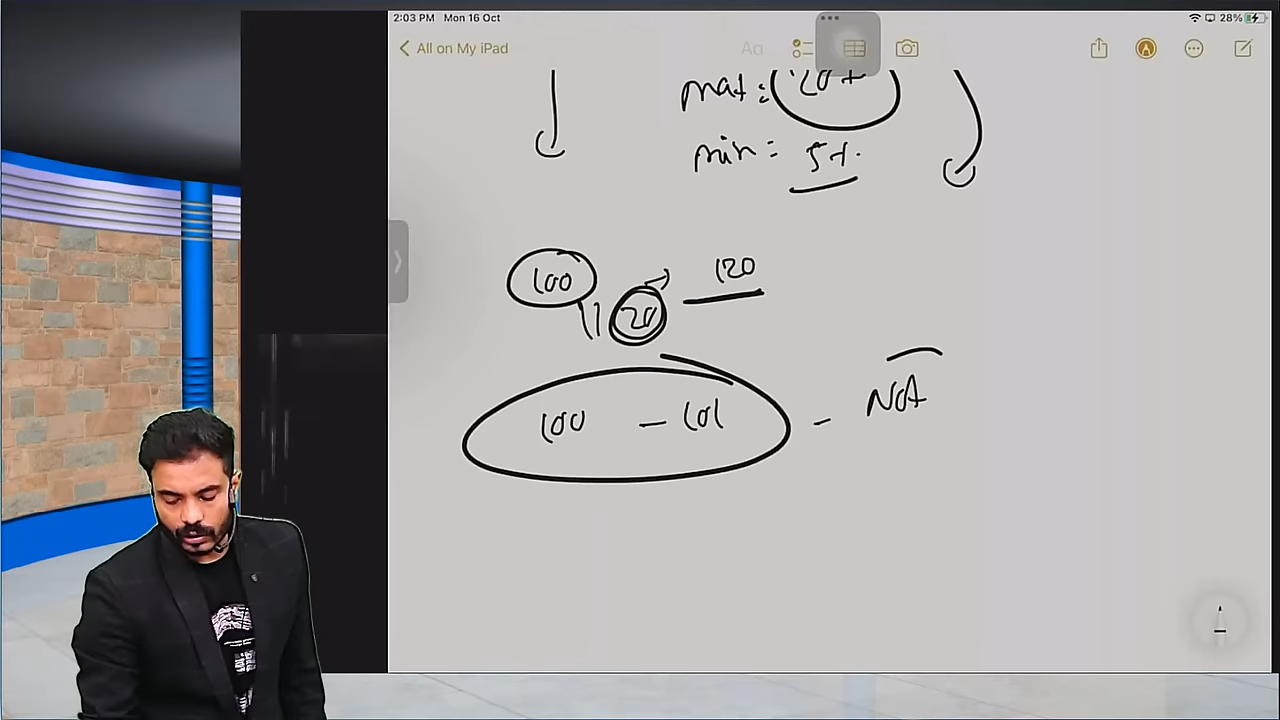 2:03 PM Mon 16 Oct 28%
All on My iPad Aa
max: 20%
min: 5%
100 20 120
100 - 101 - Not